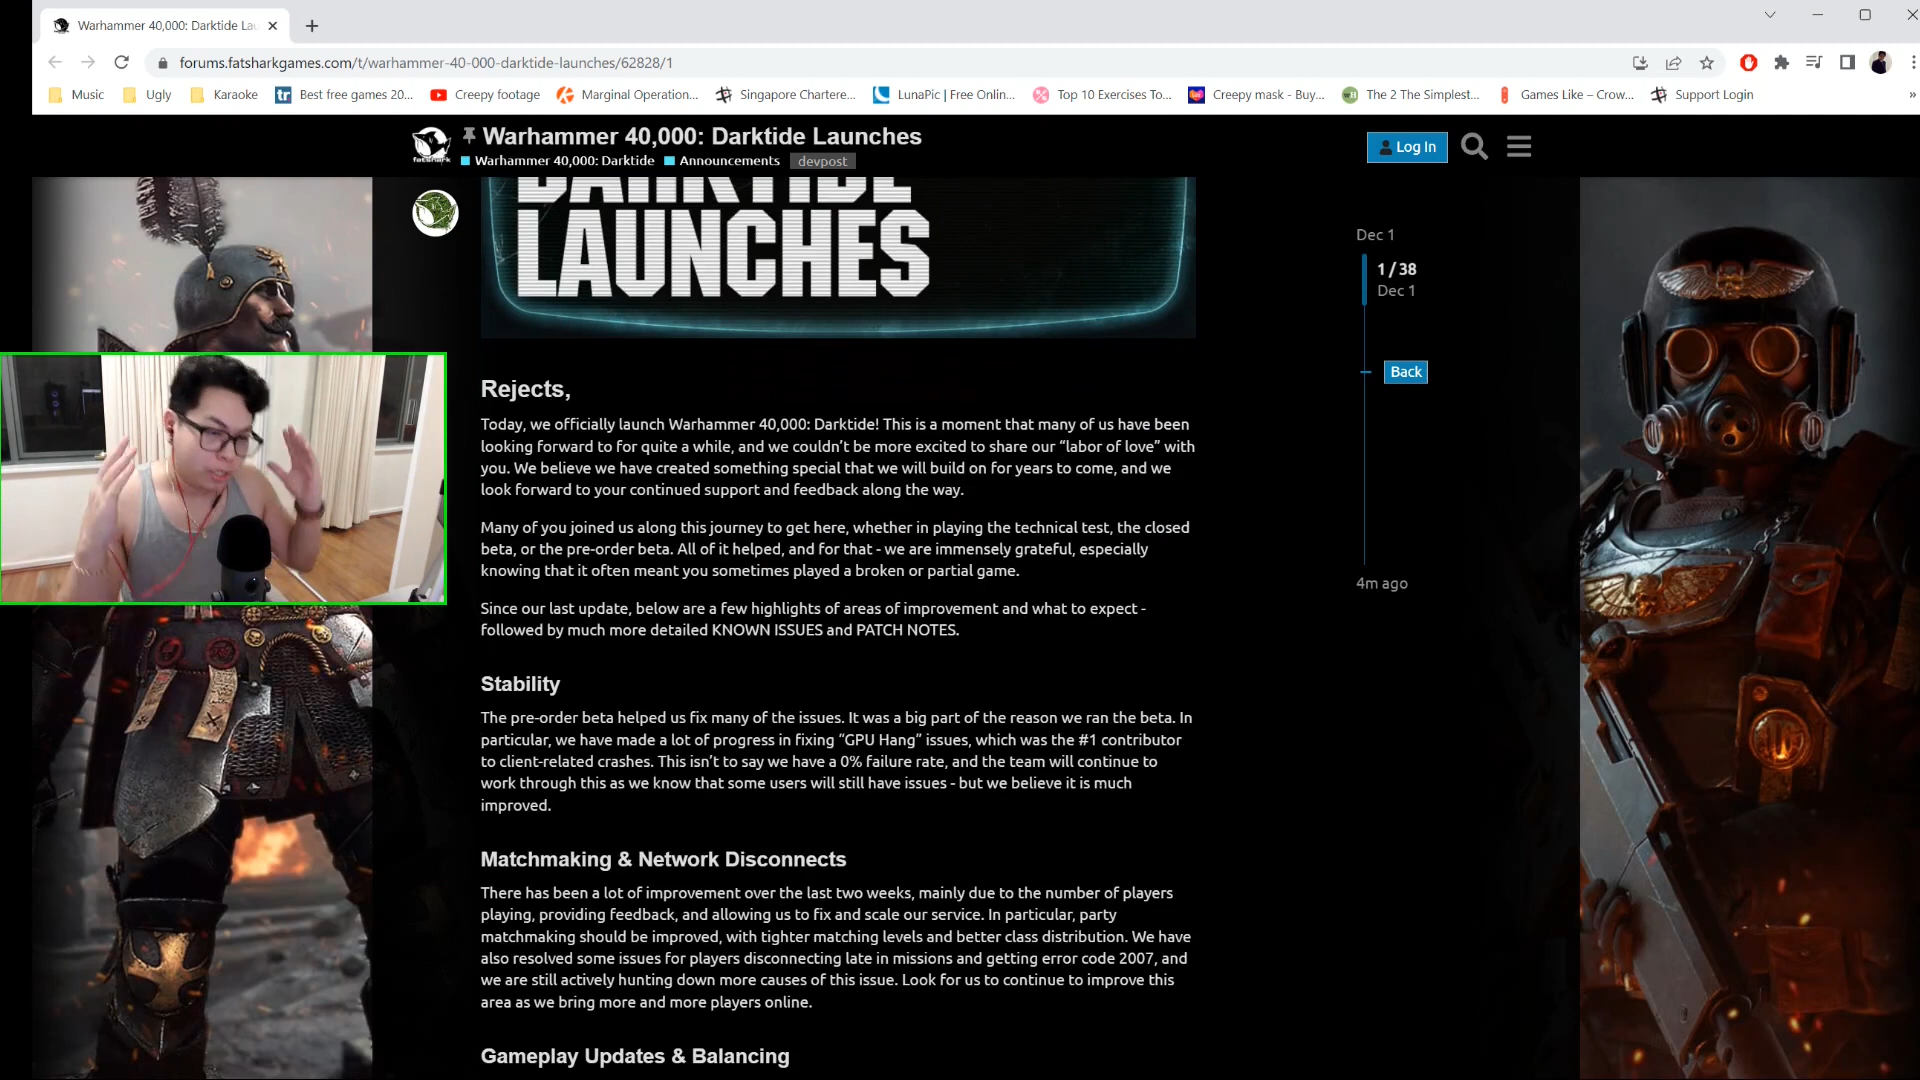 Warhammer 40,000: Darktide La
forums.fatsharkgames.com/t/warhammer-40-000-darktide-launches/62828/1
Music Ugly Karaoke Best free games 20... Creepy footage Marginal Operation... Singapore Chartere... LunaPic | Free Onlin... Top 10 Exercises To... Creepy mask - Buy... The 2 The Simplest... Games Like – Crow... Support Login »
fatshark
Warhammer 40,000: Darktide Launches
Warhammer 40,000: Darktide Announcements devpost
Log In
DARKTIDE
LAUNCHES
Dec 1
1 / 38
Dec 1
Back
4m ago
Rejects,
Today, we officially launch Warhammer 40,000: Darktide! This is a moment that many of us have been
looking forward to for quite a while, and we couldn't be more excited to share our “labor of love” with
you. We believe we have created something special that we will build on for years to come, and we
look forward to your continued support and feedback along the way.
Many of you joined us along this journey to get here, whether in playing the technical test, the closed
beta, or the pre-order beta. All of it helped, and for that - we are immensely grateful, especially
knowing that it often meant you sometimes played a broken or partial game.
Since our last update, below are a few highlights of areas of improvement and what to expect -
followed by much more detailed KNOWN ISSUES and PATCH NOTES.
Stability
The pre-order beta helped us fix many of the issues. It was a big part of the reason we ran the beta. In
particular, we have made a lot of progress in fixing “GPU Hang” issues, which was the #1 contributor
to client-related crashes. This isn't to say we have a 0% failure rate, and the team will continue to
work through this as we know that some users will still have issues - but we believe it is much
improved.
Matchmaking & Network Disconnects
There has been a lot of improvement over the last two weeks, mainly due to the number of players
playing, providing feedback, and allowing us to fix and scale our service. In particular, party
matchmaking should be improved, with tighter matching levels and better class distribution. We have
also resolved some issues for players disconnecting late in missions and getting error code 2007, and
we are still actively hunting down more causes of this issue. Look for us to continue to improve this
area as we bring more and more players online.
Gameplay Updates & Balancing